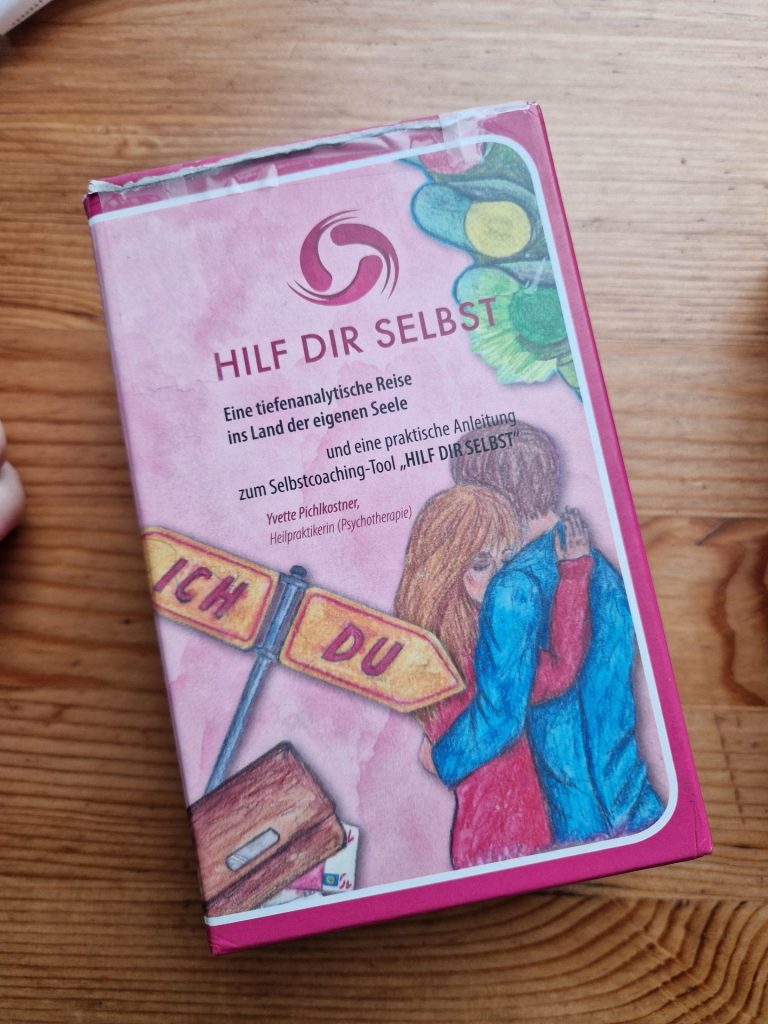 HILF DIR SELBST
Eine tiefenanalytische Reise
ins Land der eigenen Seele
und eine praktische Anleitung
zum Selbstcoaching-Tool „HILF DIR SELBST“
Yvette Pichlkostner,
Heilpraktikerin (Psychotherapie)
ICH
DU